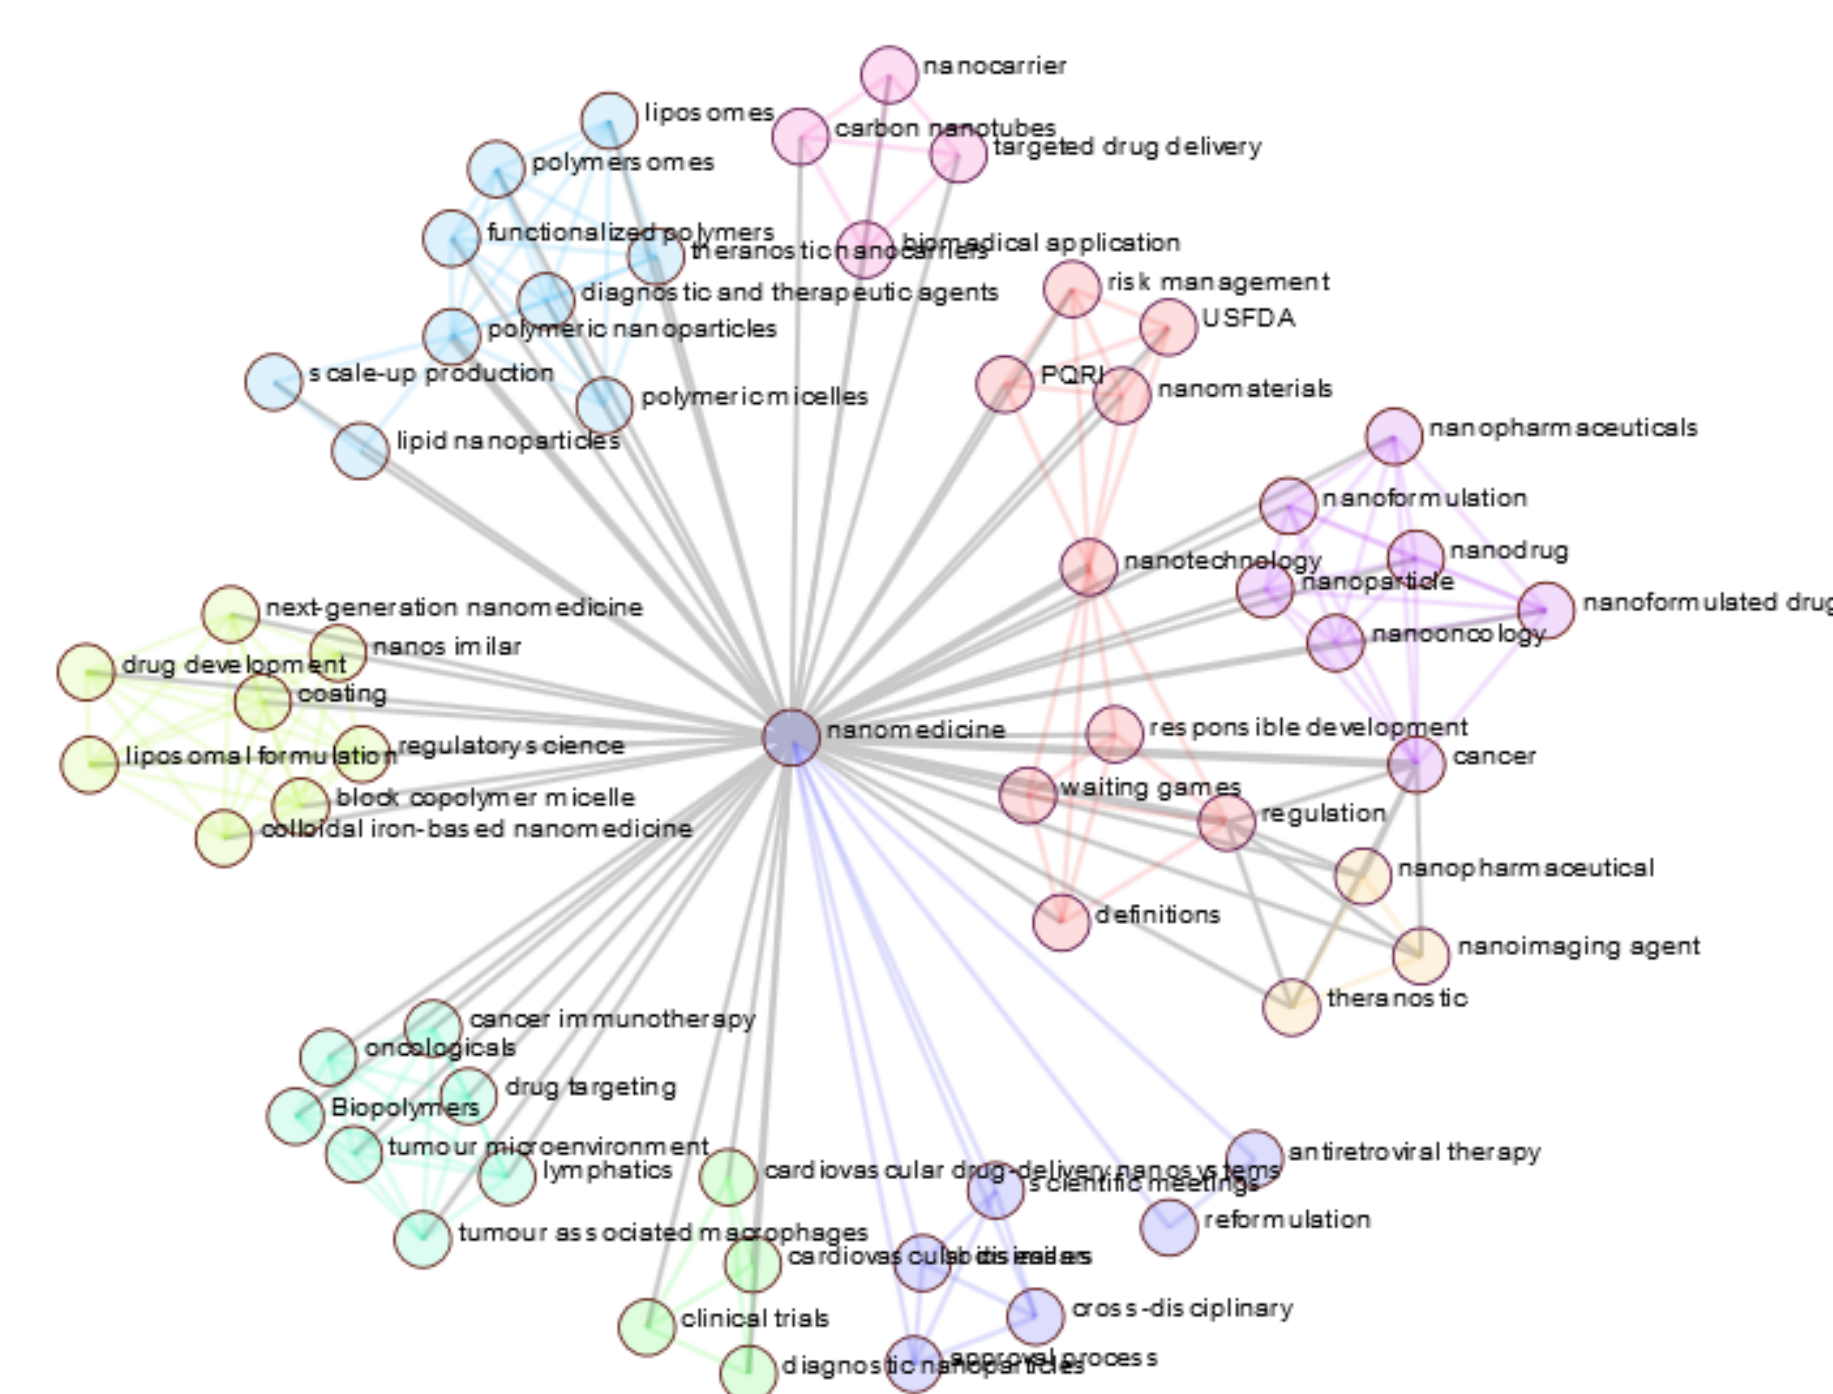 nanocarrier
liposomes
carbon nanotubes
targeted drug delivery
polymersomes
functionalized polymers
theranostic nanocarriers
biomedical application
diagnostic and therapeutic agents
risk management
USFDA
polymeric nanoparticles
scale-up production
PQRI
nanomaterials
polymeric micelles
lipid nanoparticles
nanopharmaceuticals
nanoformulation
nanotechnology
nanodrug
nanoparticle
nanoformulated drug
nanooncology
next-generation nanomedicine
nanosimilar
drug development
coating
nanomedicine
responsible development
regulatory science
liposomal formulation
cancer
waiting games
block copolymer micelle
regulation
colloidal iron-based nanomedicine
nanopharmaceutical
definitions
nanoimaging agent
theranostic
cancer immunotherapy
oncologicals
drug targeting
Biopolymers
tumour microenvironment
lymphatics
antiretroviral therapy
cardiovascular drug-delivery nanosystems
scientific meetings
reformulation
tumour associated macrophages
cardiovascular
cross-disciplinary
clinical trials
approval process
diagnostic nanoparticles